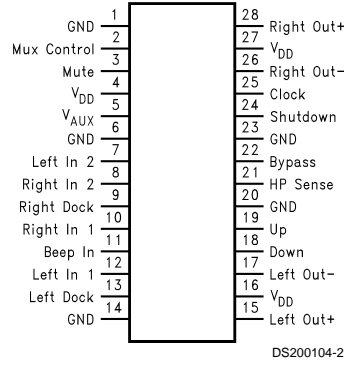 1 28
GND Right Out+
2 27
Mux Control VDD
3 26
Mute Right Out-
4 25
VDD Clock
5 24
VAUX Shutdown
6 23
GND GND
7 22
Left In 2 Bypass
8 21
Right In 2 HP Sense
9 20
Right Dock GND
10 19
Right In 1 Up
11 18
Beep In Down
12 17
Left In 1 Left Out-
13 16
Left Dock VDD
14 15
GND Left Out+
DS200104-2